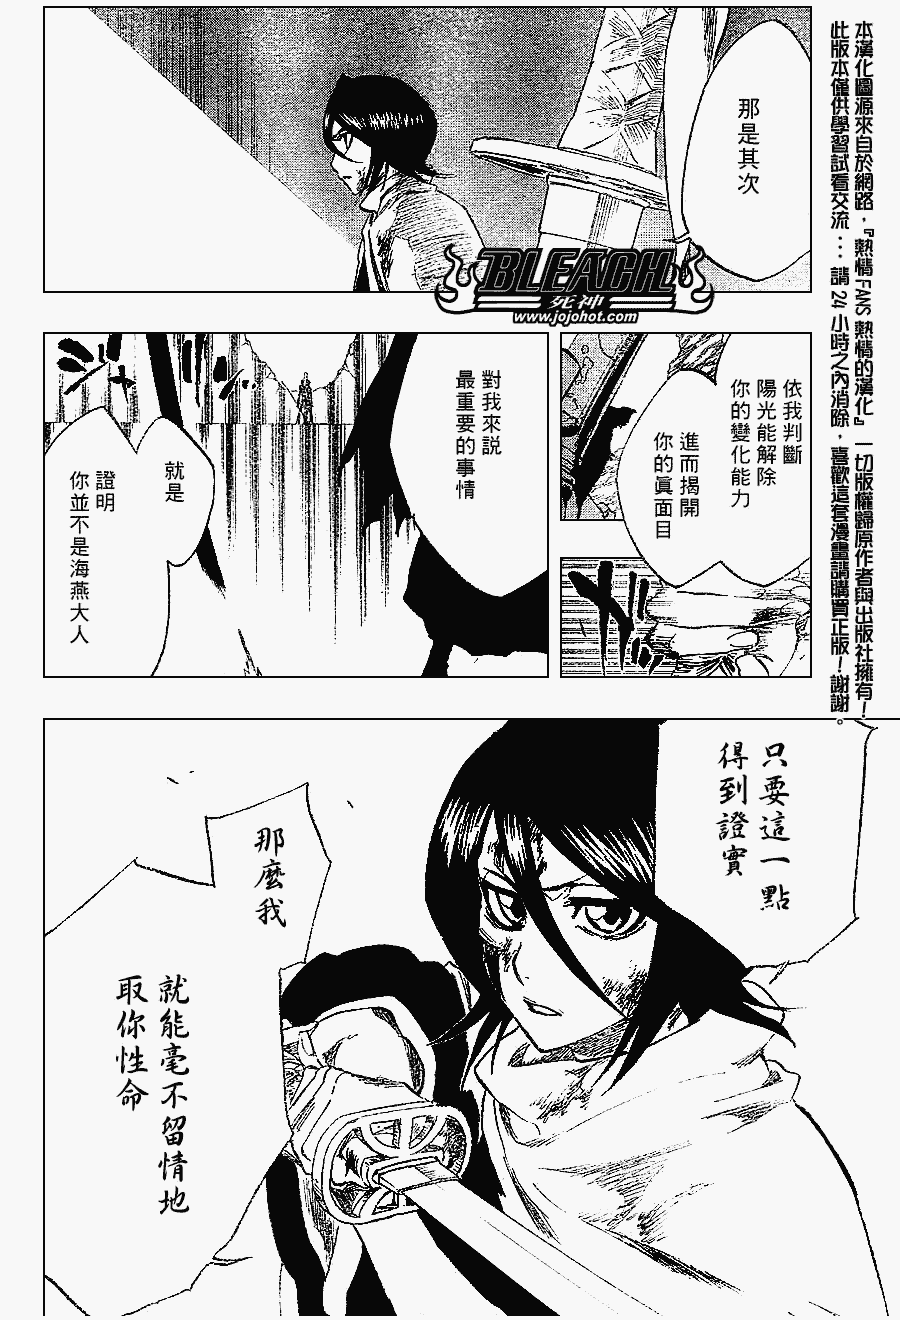 本漢化圖源來自於網路，『熱情FANS熱情的漢化』一切版權歸原作者與出版社擁有！
此版本僅供學習試看交流…請24小時之內消除，喜歡這套漫畫請購買正版！謝謝。
那是其次
BLEACH
死神
www.jojohot.com
依我判斷
陽光能解除
你的變化能力
進而揭開
你的真面目
對我來說
最重要的事情
就是
證明
你並不是海燕大人
只要這一點
得到證實
那麼我
就能毫不留情地
取你性命